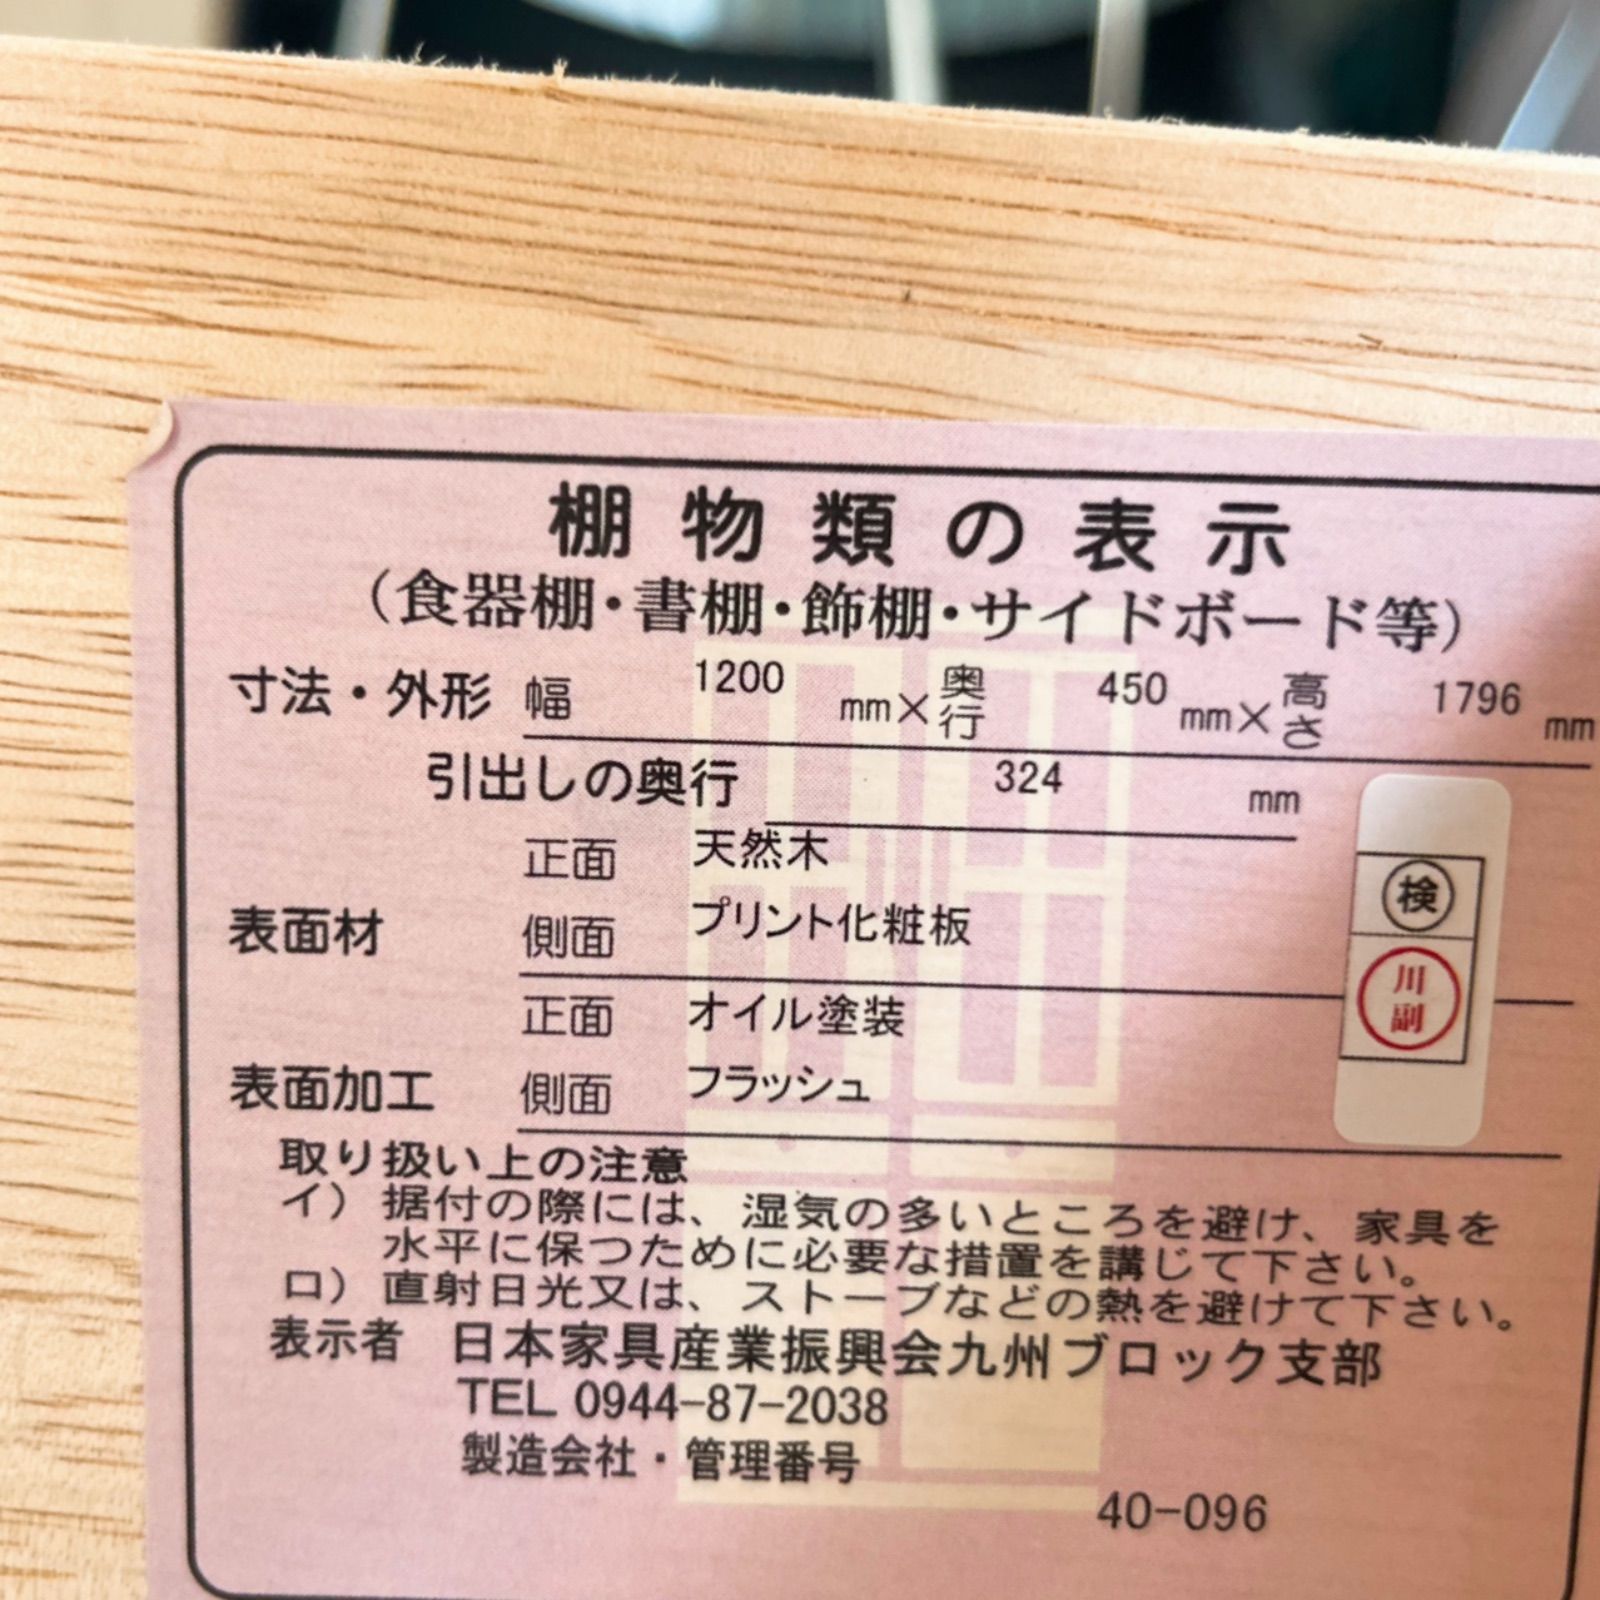 棚物類の表示
(食器棚・書棚・飾棚・サイドボード等)
寸法・外形 幅 1200 mm×奥行 450 mm×高さ 1796 mm
引出しの奥行 324 mm
表面材 正面 天然木
側面 プリント化粧板
表面加工 正面 オイル塗装
側面 フラッシュ
検
川副
取り扱い上の注意
イ) 据付の際には、湿気の多いところを避け、家具を
水平に保つために必要な措置を講じて下さい。
ロ) 直射日光又は、ストーブなどの熱を避けて下さい。
表示者 日本家具産業振興会九州ブロック支部
TEL 0944-87-2038
製造会社・管理番号
40-096